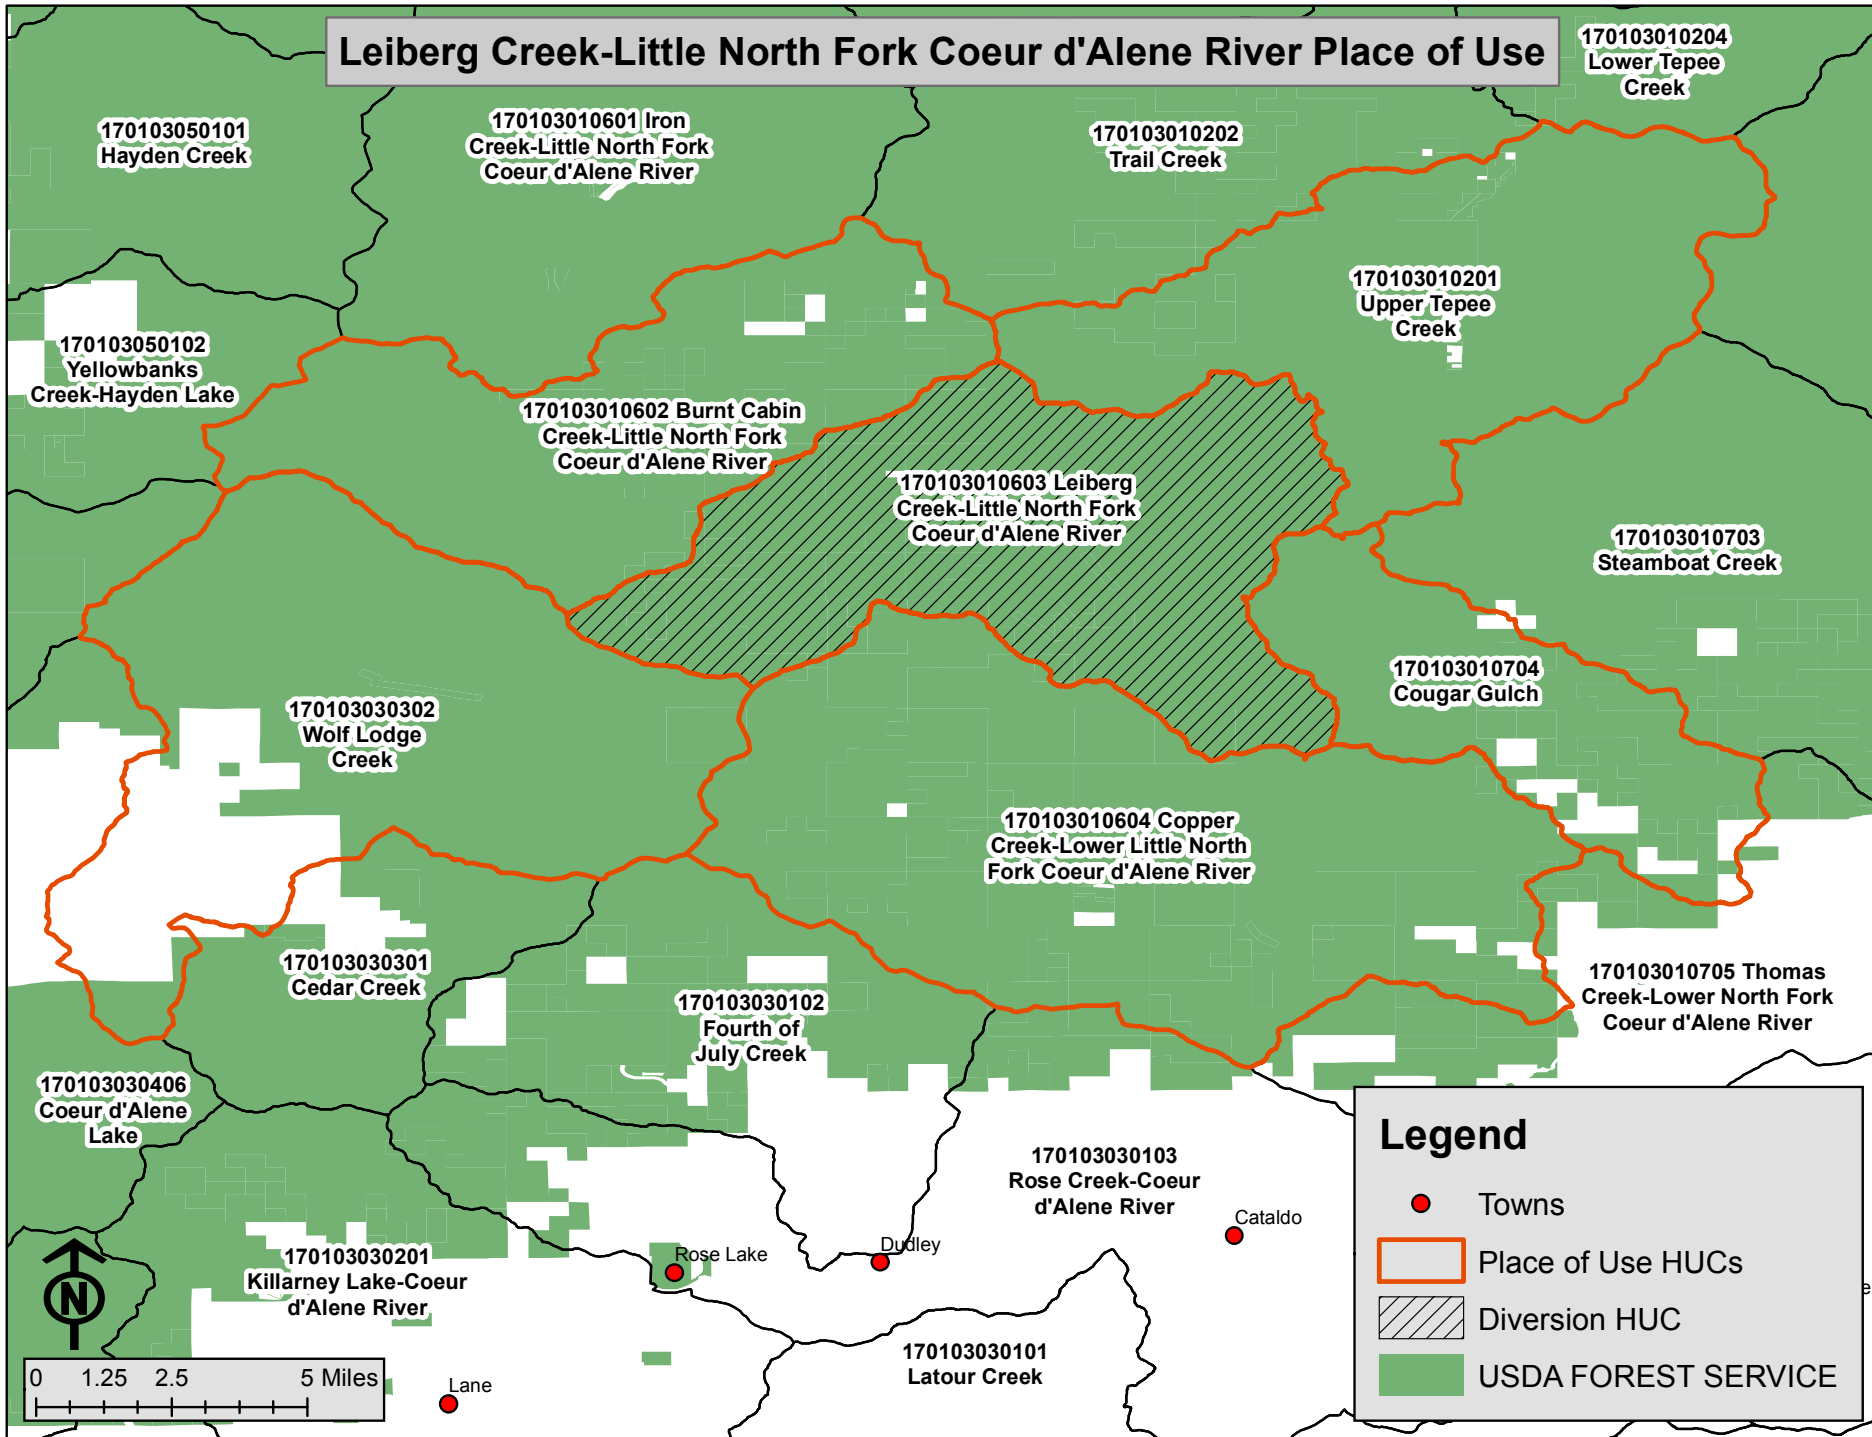 Leiberg Creek-Little North Fork Coeur d'Alene River Place of Use
170103010204
Lower Tepee
Creek
170103050101
Hayden Creek
170103010601 Iron
Creek-Little North Fork
Coeur d'Alene River
170103010202
Trail Creek
170103010201
Upper Tepee
Creek
170103050102
Yellowbanks
Creek-Hayden Lake
170103010602 Burnt Cabin
Creek-Little North Fork
Coeur d'Alene River
170103010603 Leiberg
Creek-Little North Fork
Coeur d'Alene River
170103010703
Steamboat Creek
170103010704
Cougar Gulch
170103030302
Wolf Lodge
Creek
170103010604 Copper
Creek-Lower Little North
Fork Coeur d'Alene River
170103030301
Cedar Creek
170103030102
Fourth of
July Creek
170103010705 Thomas
Creek-Lower North Fork
Coeur d'Alene River
170103030406
Coeur d'Alene
Lake
170103030103
Rose Creek-Coeur
d'Alene River
Cataldo
Dudley
Rose Lake
170103030201
Killarney Lake-Coeur
d'Alene River
170103030101
Latour Creek
Lane
N
0 1.25 2.5 5 Miles
Legend
Towns
Place of Use HUCs
Diversion HUC
USDA FOREST SERVICE
e